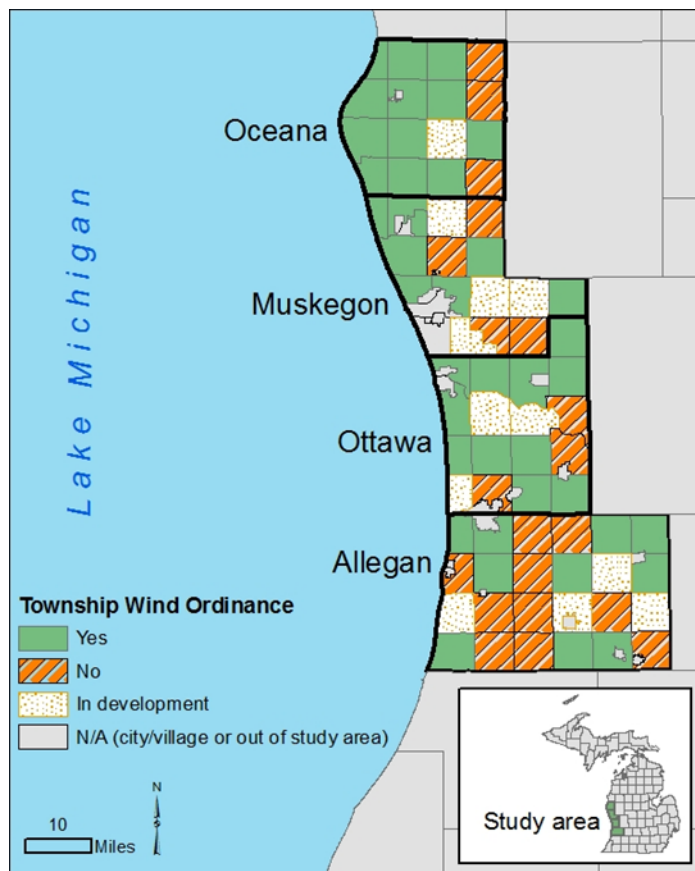 Oceana
Lake Michigan
Muskegon
Ottawa
Allegan
Township Wind Ordinance
Yes
No
In development
N/A (city/village or out of study area)
N
S
10
Miles
Study area